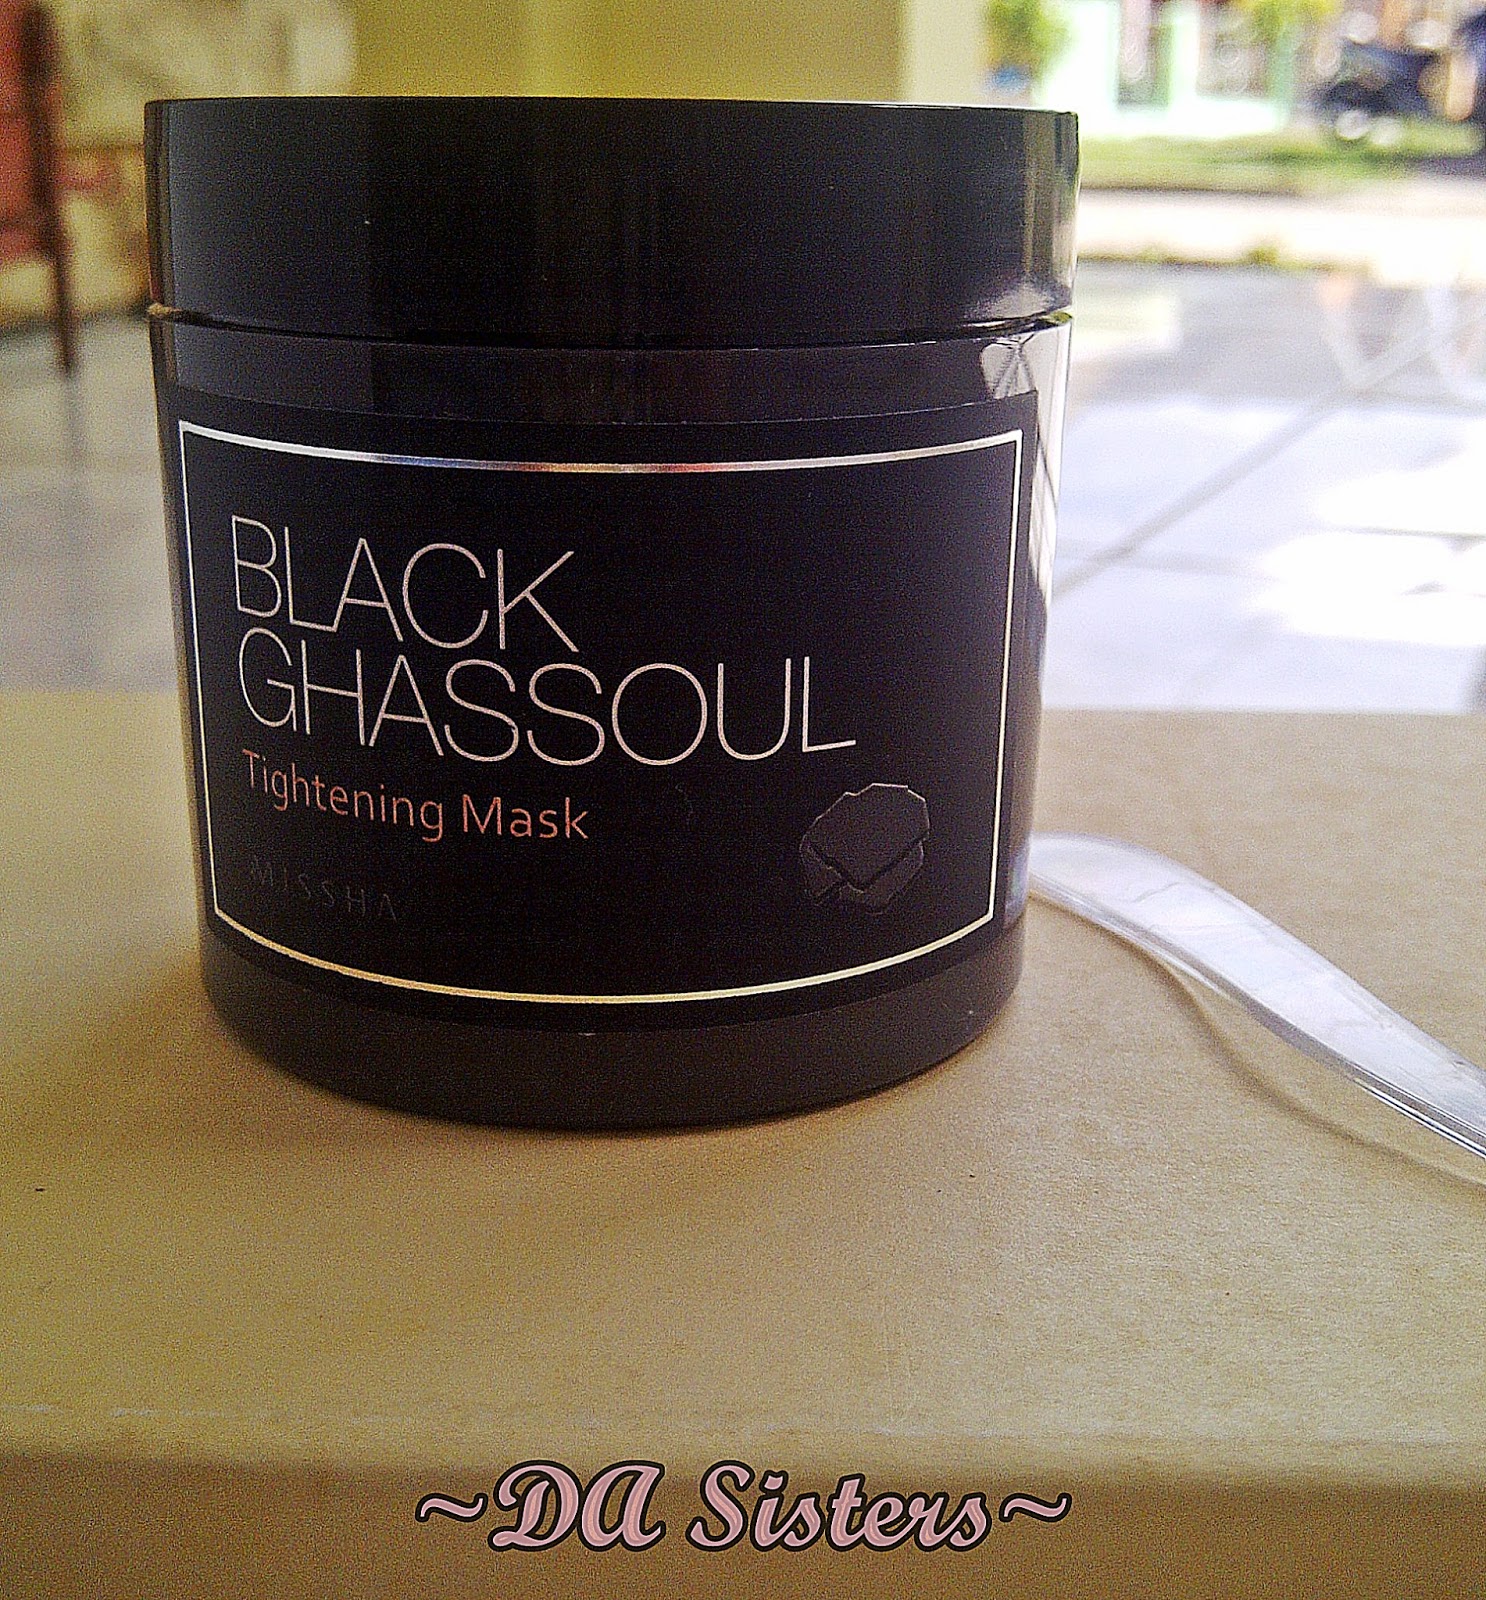 BLACK
GHASSOUL
Tightening Mask
MISSHA
~DA Sisters~